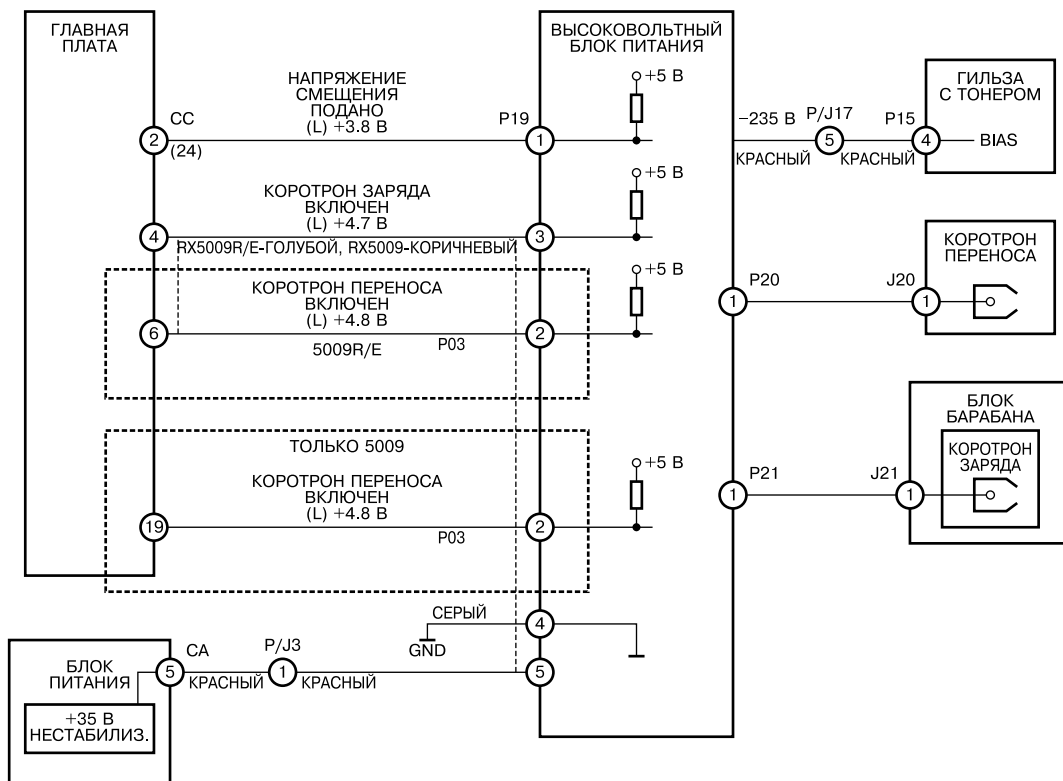 ГЛАВНАЯ
ПЛАТА
ВЫСОКОВОЛЬТНЫЙ
БЛОК ПИТАНИЯ
НАПРЯЖЕНИЕ
СМЕЩЕНИЯ
ПОДАНО
(L) +3.8 В
CC
2
(24)
P19
1
+5 В
−235 В
P/J17
P15
5
4
КРАСНЫЙ
КРАСНЫЙ
ГИЛЬЗА
С ТОНЕРОМ
BIAS
КОРОТРОН ЗАРЯДА
ВКЛЮЧЕН
(L) +4.7 В
4
3
+5 В
RX5009R/E-ГОЛУБОЙ, RX5009-КОРИЧНЕВЫЙ
КОРОТРОН ПЕРЕНОСА
ВКЛЮЧЕН
(L) +4.8 В
6
2
+5 В
5009R/E
P03
P20
1
J20
1
КОРОТРОН
ПЕРЕНОСА
ТОЛЬКО 5009
КОРОТРОН ПЕРЕНОСА
ВКЛЮЧЕН
(L) +4.8 В
19
2
+5 В
P03
P21
1
J21
1
БЛОК
БАРАБАНА
КОРОТРОН
ЗАРЯДА
СЕРЫЙ
4
GND
БЛОК
ПИТАНИЯ
CA
5
P/J3
1
5
КРАСНЫЙ
КРАСНЫЙ
+35 В
НЕСТАБИЛИЗ.